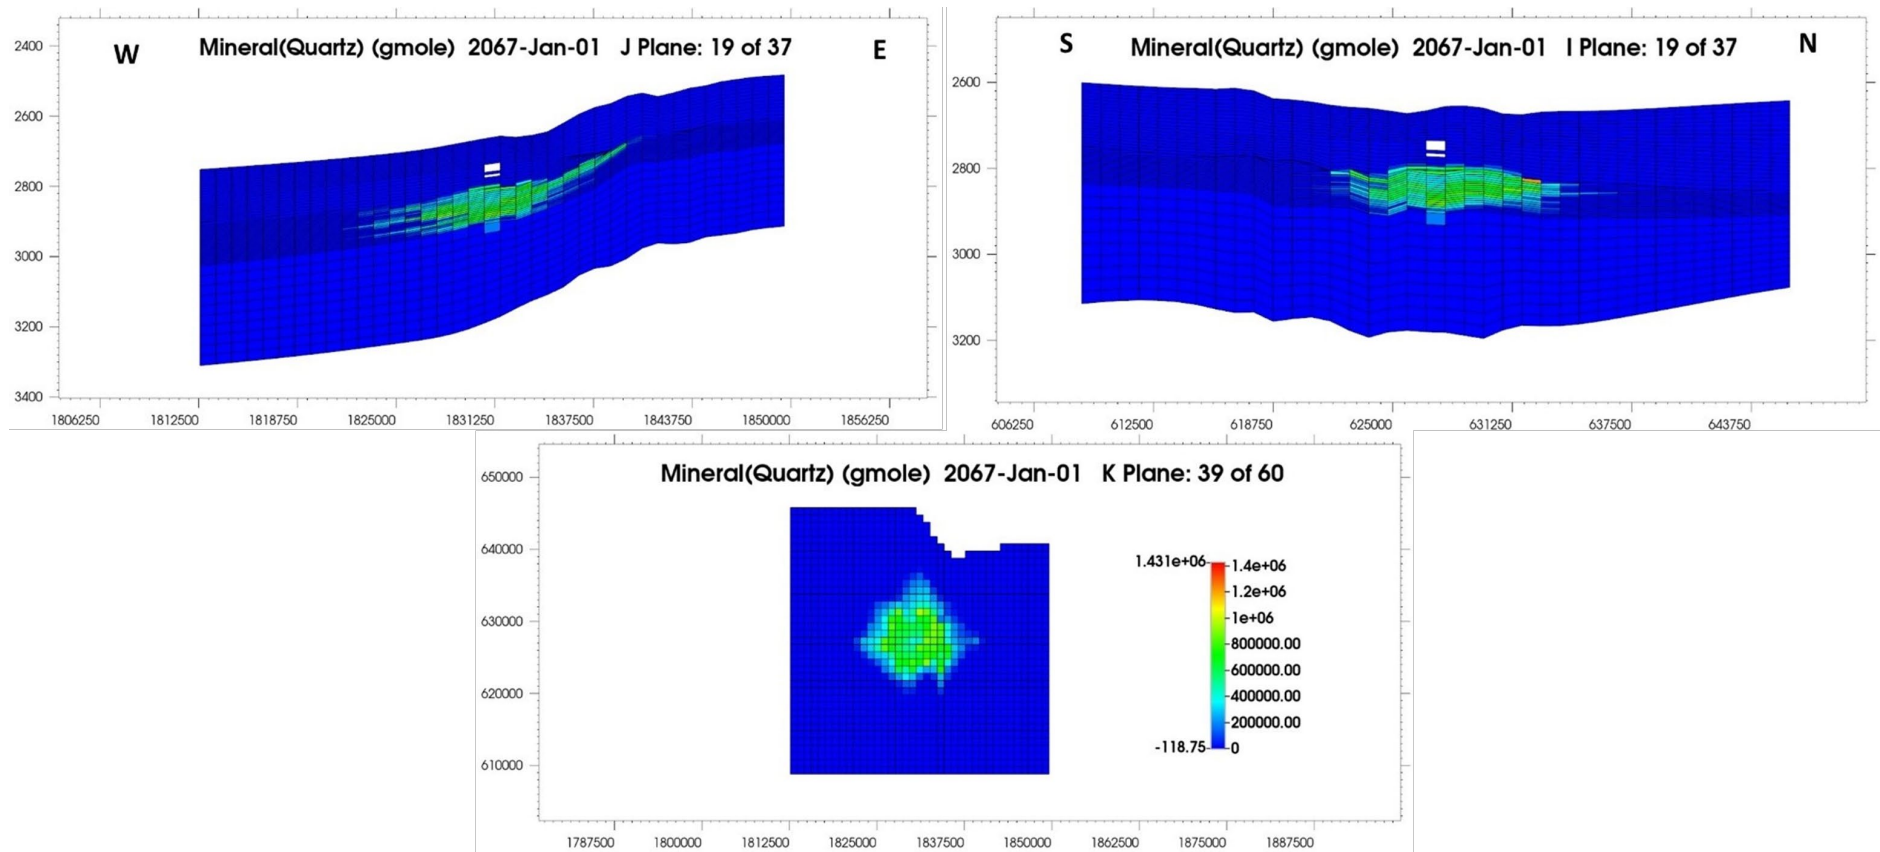 W Mineral(Quartz) (gmole) 2067-Jan-01 J Plane: 19 of 37 E
2400
2600
2800
3000
3200
3400
1806250 1812500 1818750 1825000 1831250 1837500 1843750 1850000 1856250
S Mineral(Quartz) (gmole) 2067-Jan-01 I Plane: 19 of 37 N
2600
2800
3000
3200
606250 612500 618750 625000 631250 637500 643750
Mineral(Quartz) (gmole) 2067-Jan-01 K Plane: 39 of 60
650000
640000
630000
620000
610000
1.431e+06
1.4e+06
1.2e+06
1e+06
800000.00
600000.00
400000.00
200000.00
-118.75
0
1787500 1800000 1812500 1825000 1837500 1850000 1862500 1875000 1887500